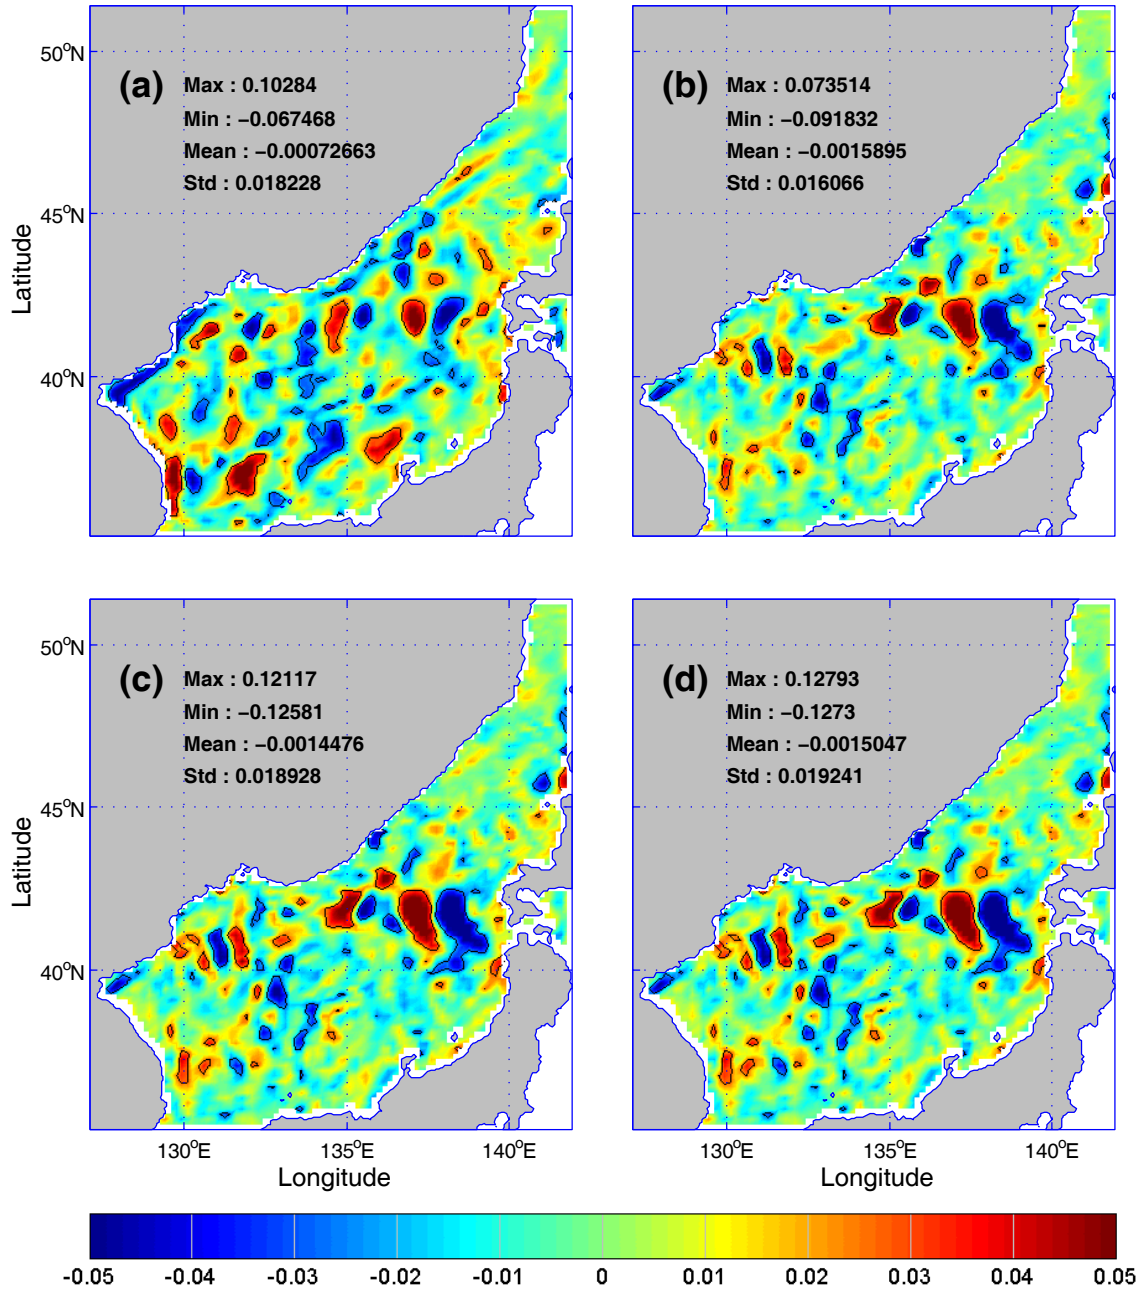 50°N
45°N
40°N
Latitude
(a)
Max : 0.10284
Min : −0.067468
Mean : −0.00072663
Std : 0.018228
(b)
Max : 0.073514
Min : −0.091832
Mean : −0.0015895
Std : 0.016066
50°N
45°N
40°N
Latitude
(c)
Max : 0.12117
Min : −0.12581
Mean : −0.0014476
Std : 0.018928
(d)
Max : 0.12793
Min : −0.1273
Mean : −0.0015047
Std : 0.019241
130°E 135°E 140°E
Longitude
130°E 135°E 140°E
Longitude
-0.05 -0.04 -0.03 -0.02 -0.01 0 0.01 0.02 0.03 0.04 0.05